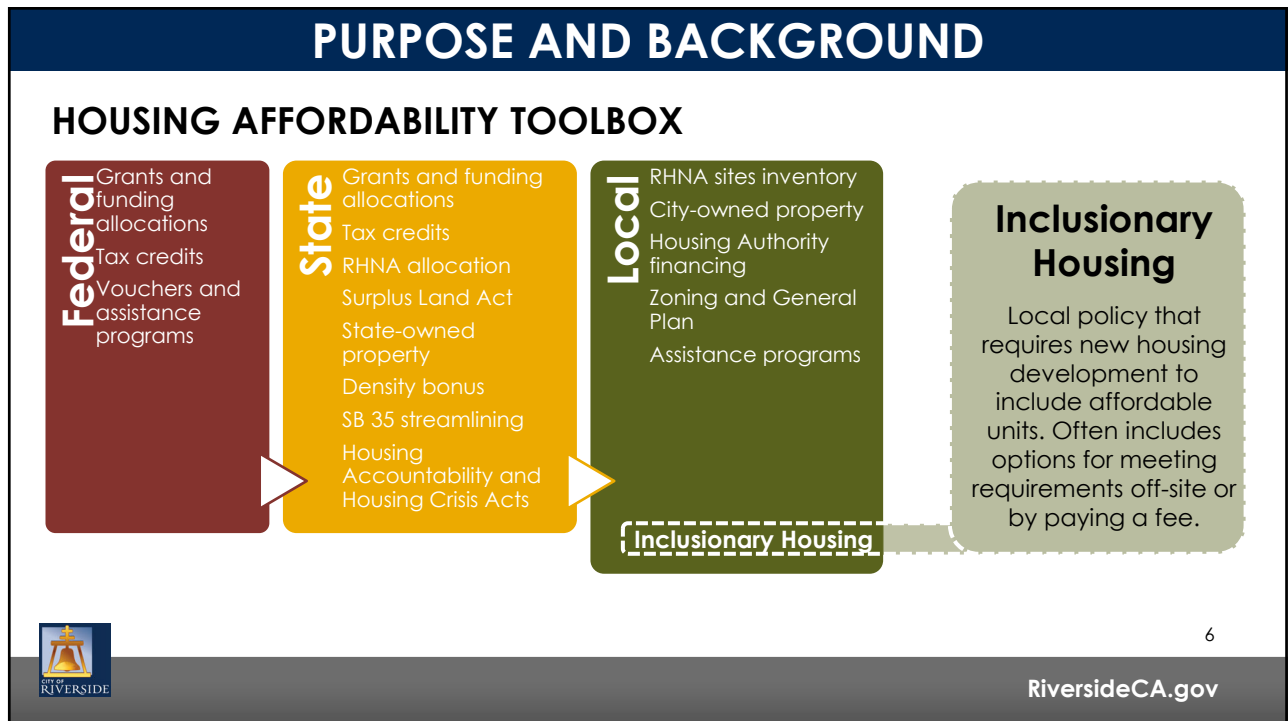 PURPOSE AND BACKGROUND
HOUSING AFFORDABILITY TOOLBOX
Federal
Grants and
funding
allocations
Tax credits
Vouchers and
assistance
programs
State
Grants and funding
allocations
Tax credits
RHNA allocation
Surplus Land Act
State-owned
property
Density bonus
SB 35 streamlining
Housing
Accountability and
Housing Crisis Acts
Local
RHNA sites inventory
City-owned property
Housing Authority
financing
Zoning and General
Plan
Assistance programs
Inclusionary Housing
Inclusionary
Housing
Local policy that
requires new housing
development to
include affordable
units. Often includes
options for meeting
requirements off-site or
by paying a fee.
6
CITY OF
RIVERSIDE
RiversideCA.gov